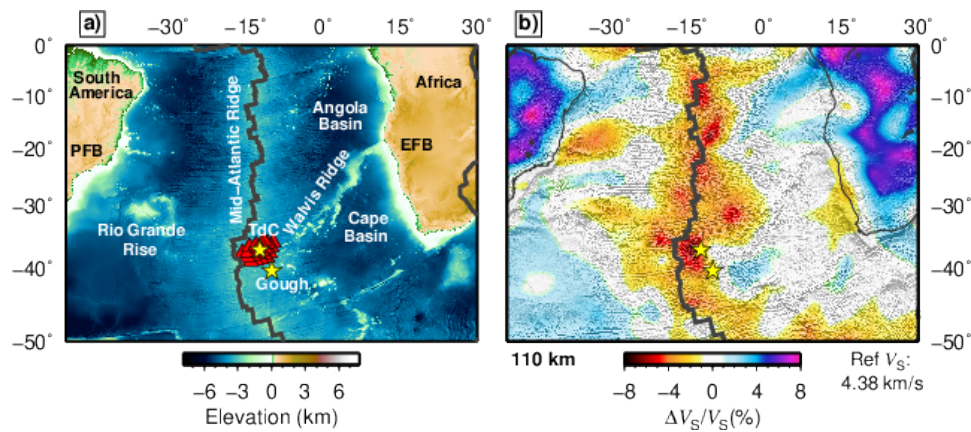 a)
−30° −15° 0° 15° 30°
0°
−10°
−20°
−30°
−40°
−50°
South
America
PFB
Mid−Atlantic Ridge
Angola
Basin
Africa
EFB
Walvis Ridge
Rio Grande
Rise
TdC
Cape
Basin
Gough
−6 −3 0 3 6
Elevation (km)
b)
−30° −15° 0° 15° 30°
0°
−10°
−20°
−30°
−40°
−50°
110 km
−8 −4 0 4 8
ΔVS/VS(%)
Ref VS:
4.38 km/s